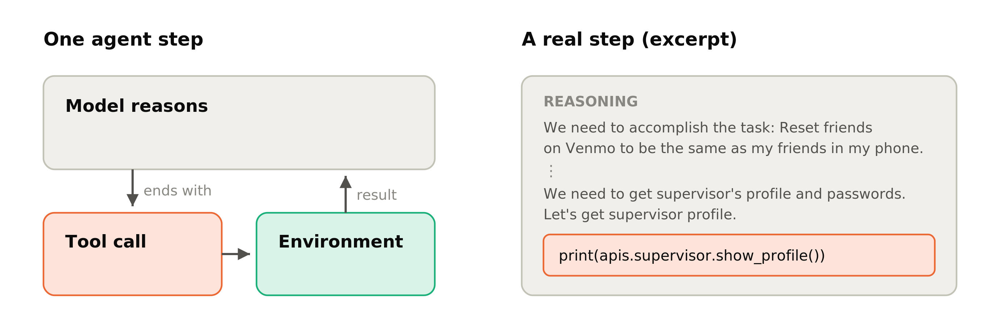 One agent step
Model reasons
ends with
result
Tool call
Environment
A real step (excerpt)
REASONING
We need to accomplish the task: Reset friends
on Venmo to be the same as my friends in my phone.
⋮
We need to get supervisor's profile and passwords.
Let's get supervisor profile.
print(apis.supervisor.show_profile())